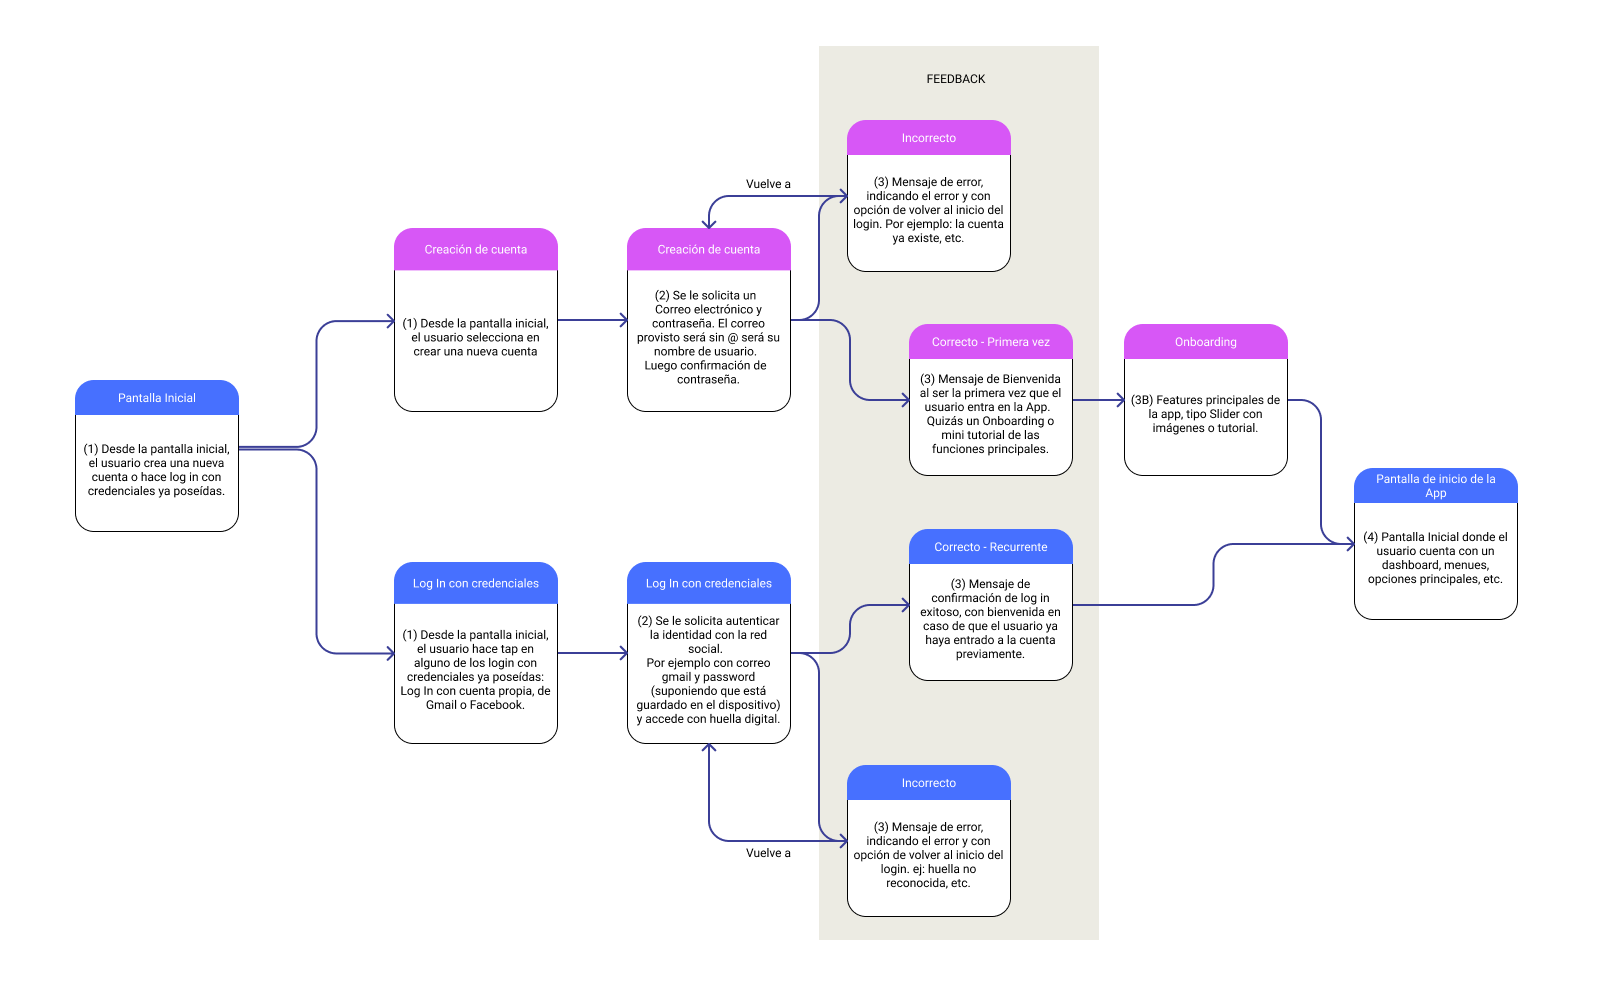 FEEDBACK
Incorrecto
(3) Mensaje de error,
indicando el error y con
opción de volver al inicio del
login. Por ejemplo: la cuenta
ya existe, etc.
Vuelve a
Creación de cuenta
(1) Desde la pantalla inicial,
el usuario selecciona en
crear una nueva cuenta
Creación de cuenta
(2) Se le solicita un
Correo electrónico y
contraseña. El correo
provisto será sin @ será su
nombre de usuario.
Luego confirmación de
contraseña.
Correcto - Primera vez
(3) Mensaje de Bienvenida
al ser la primera vez que el
usuario entra en la App.
Quizás un Onboarding o
mini tutorial de las
funciones principales.
Onboarding
(3B) Features principales de
la app, tipo Slider con
imágenes o tutorial.
Pantalla Inicial
(1) Desde la pantalla inicial,
el usuario crea una nueva
cuenta o hace log in con
credenciales ya poseídas.
Pantalla de inicio de la
App
(4) Pantalla Inicial donde el
usuario cuenta con un
dashboard, menues,
opciones principales, etc.
Log In con credenciales
(1) Desde la pantalla inicial,
el usuario hace tap en
alguno de los login con
credenciales ya poseídas:
Log In con cuenta propia, de
Gmail o Facebook.
Log In con credenciales
(2) Se le solicita autenticar
la identidad con la red
social.
Por ejemplo con correo
gmail y password
(suponiendo que está
guardado en el dispositivo)
y accede con huella digital.
Correcto - Recurrente
(3) Mensaje de
confirmación de log in
exitoso, con bienvenida en
caso de que el usuario ya
haya entrado a la cuenta
previamente.
Incorrecto
(3) Mensaje de error,
indicando el error y con
opción de volver al inicio del
login. ej: huella no
reconocida, etc.
Vuelve a